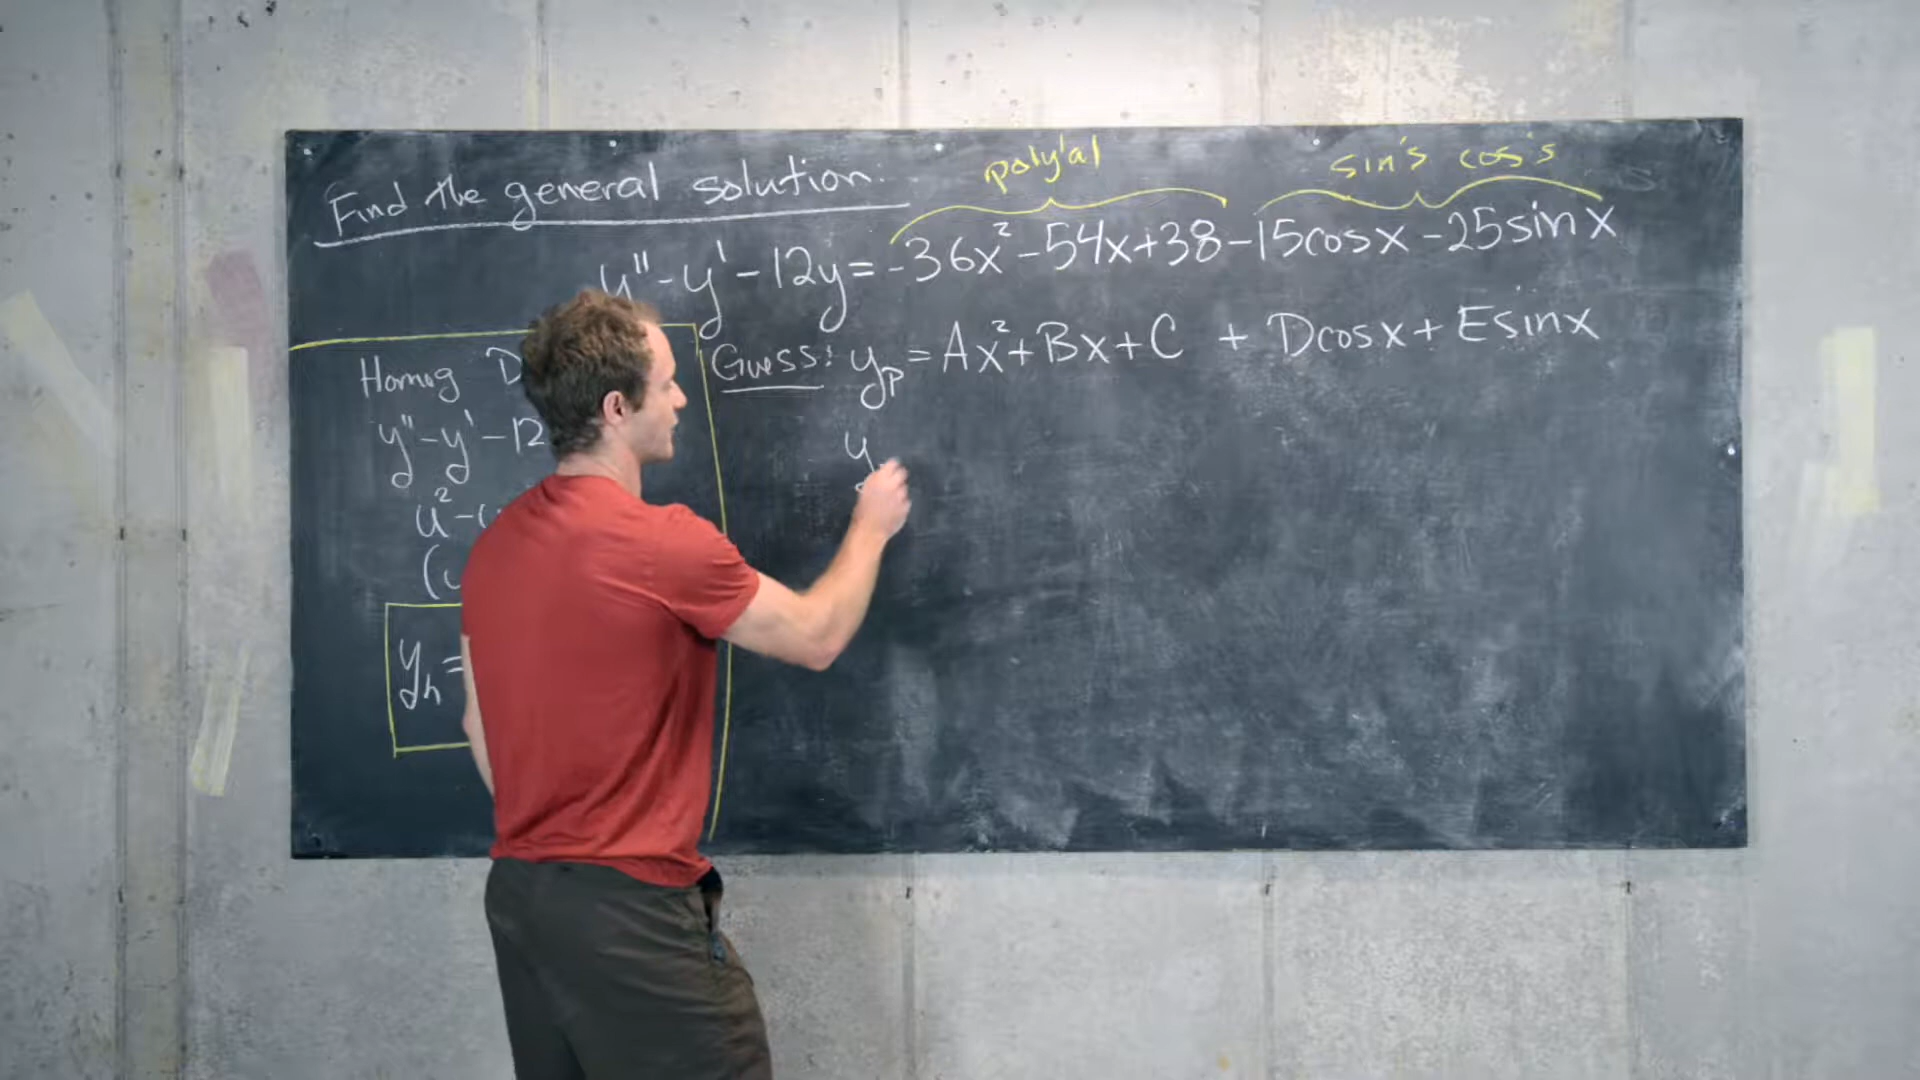 poly'al sin's cos's
Find the general solution:
y'' - y' - 12y = -36x² - 54x + 38 - 15cosx - 25sinx
Guess: yₚ = Ax² + Bx + C + Dcosx + Esinx
y
Homog
y'' - y' - 12
u² -
(
yₕ =